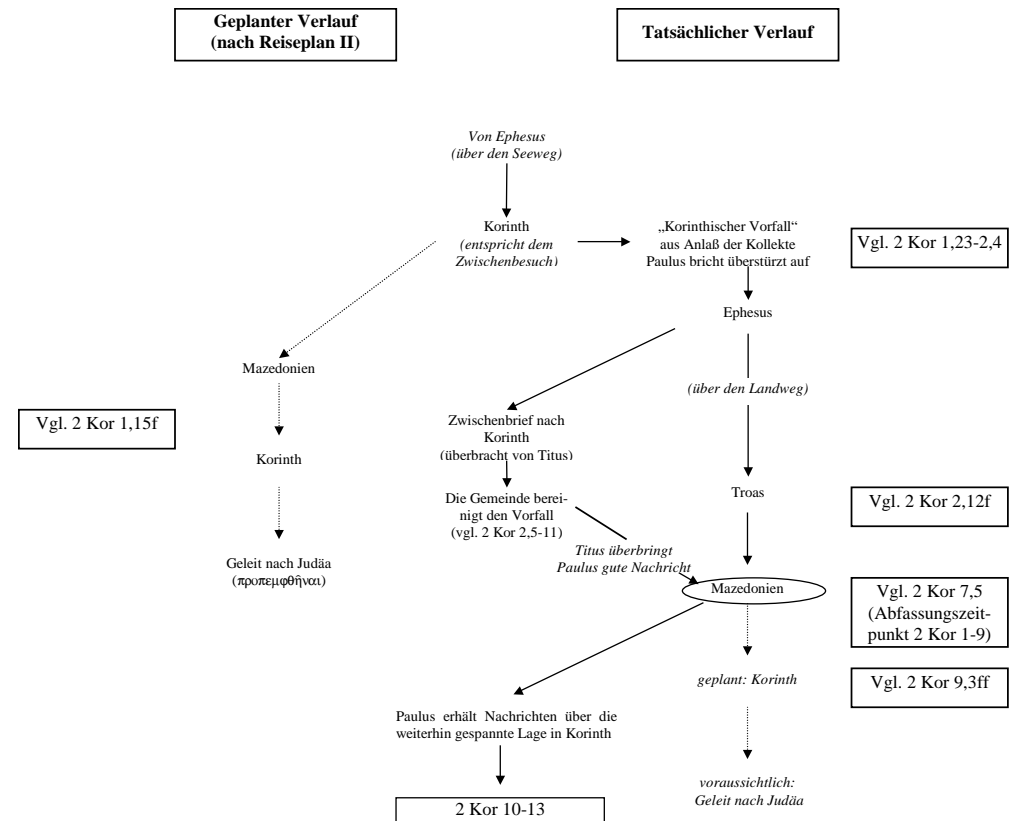 Geplanter Verlauf
(nach Reiseplan II)
Tatsächlicher Verlauf
Von Ephesus
(über den Seeweg)
Korinth
(entspricht dem
Zwischenbesuch)
„Korinthischer Vorfall“
aus Anlaß der Kollekte
Paulus bricht überstürzt auf
Vgl. 2 Kor 1,23-2,4
Ephesus
Mazedonien
(über den Landweg)
Vgl. 2 Kor 1,15f
Zwischenbrief nach
Korinth
(überbracht von Titus)
Korinth
Die Gemeinde berei-
nigt den Vorfall
(vgl. 2 Kor 2,5-11)
Troas
Vgl. 2 Kor 2,12f
Titus überbringt
Paulus gute Nachricht
Geleit nach Judäa
(προπεμφθῆναι)
Mazedonien
Vgl. 2 Kor 7,5
(Abfassungszeit-
punkt 2 Kor 1-9)
geplant: Korinth
Vgl. 2 Kor 9,3ff
Paulus erhält Nachrichten über die
weiterhin gespannte Lage in Korinth
voraussichtlich:
Geleit nach Judäa
2 Kor 10-13